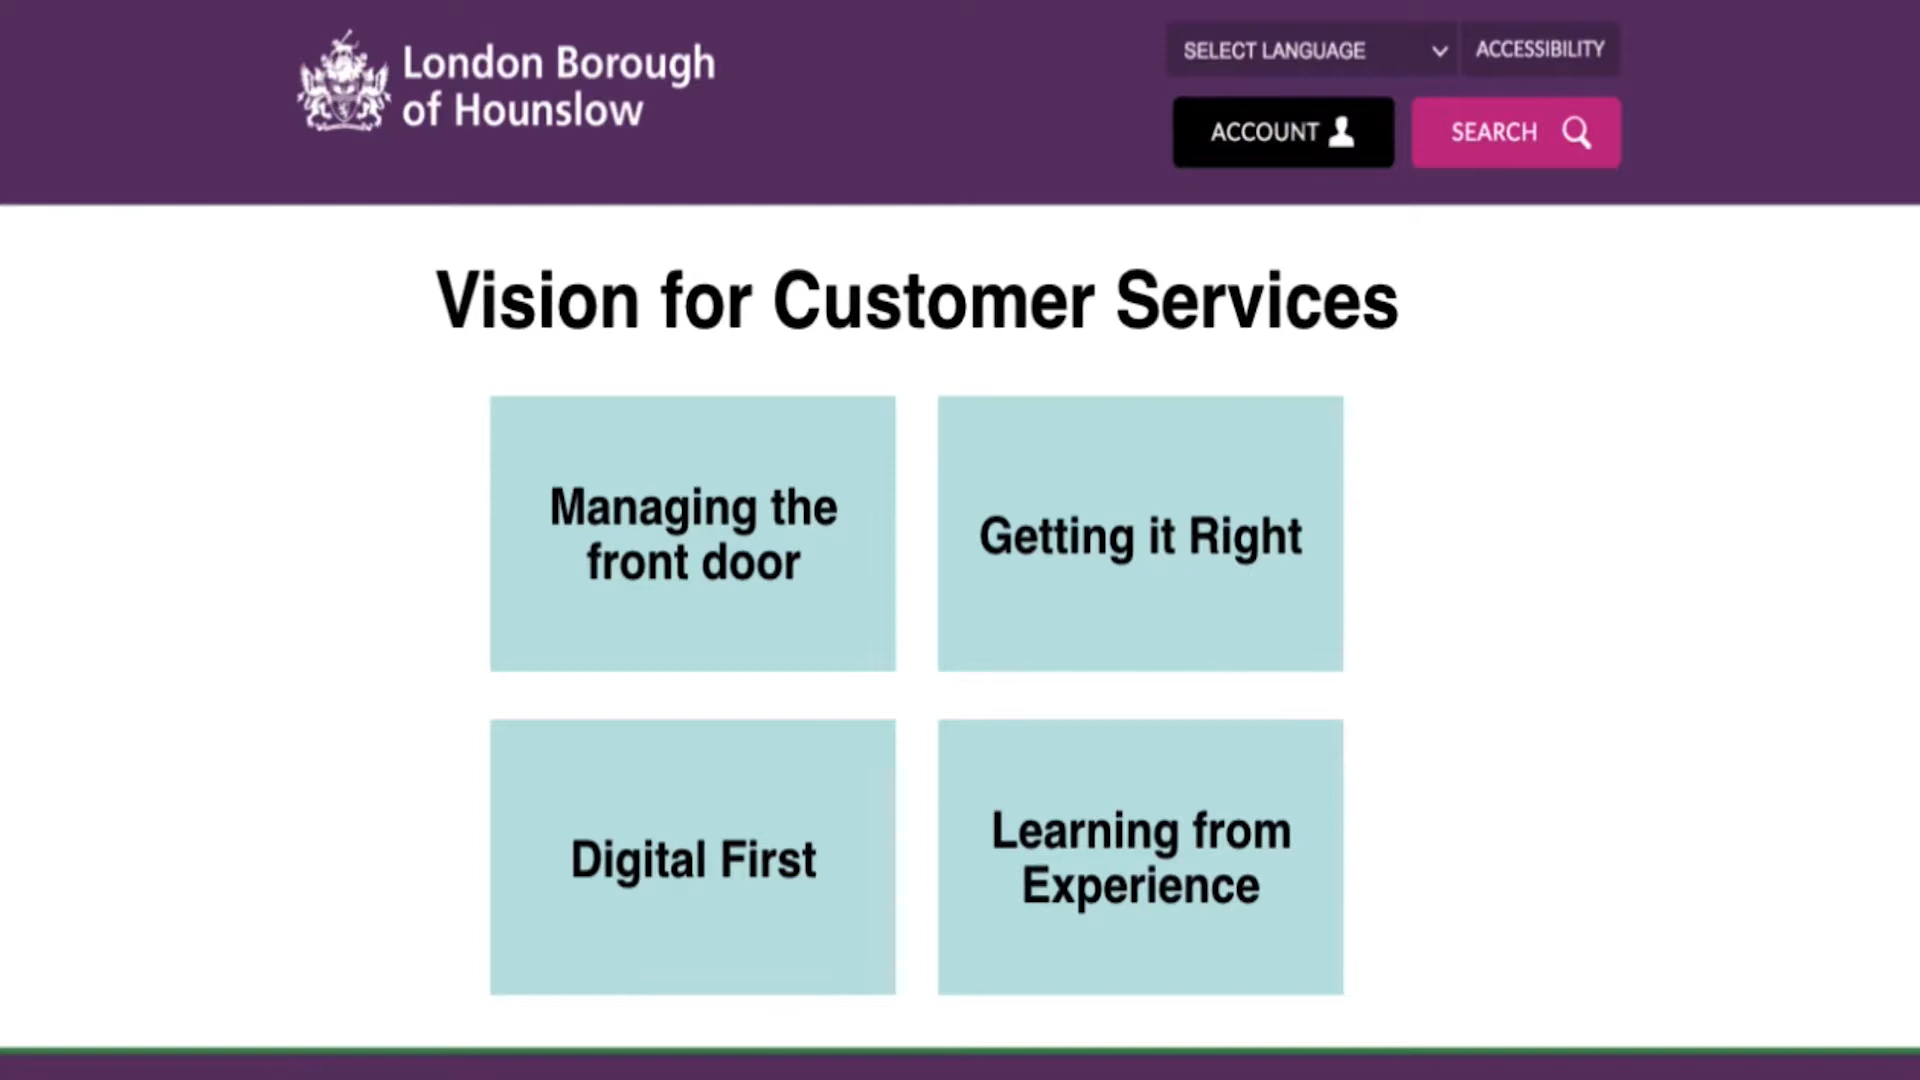 London Borough
of Hounslow
SELECT LANGUAGE
ACCESSIBILITY
ACCOUNT
SEARCH
Vision for Customer Services
Managing the
front door
Getting it Right
Digital First
Learning from
Experience